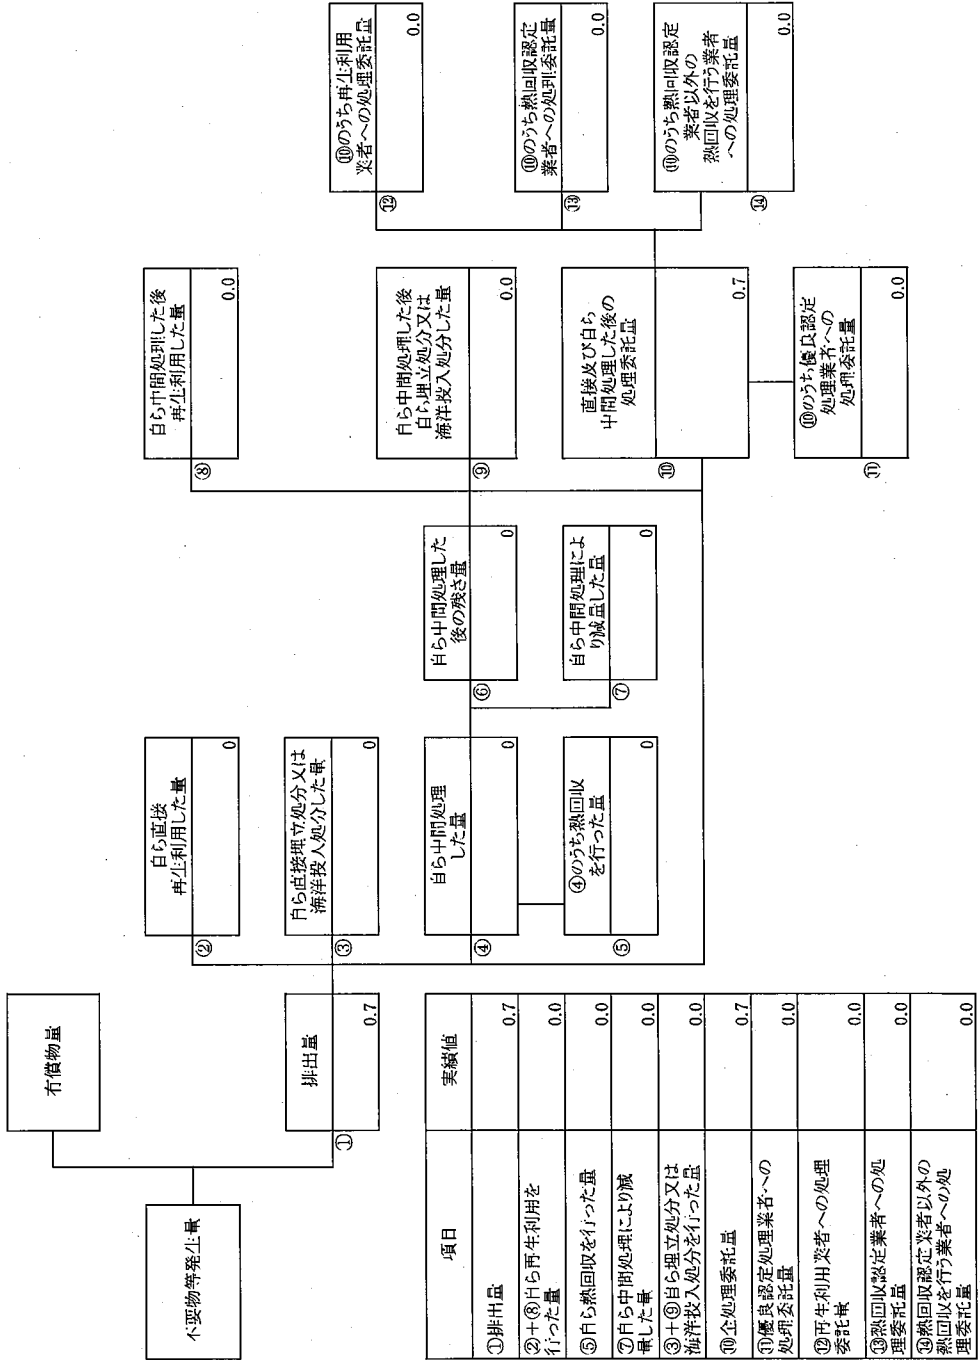 不要物等発生量
有償物量
①
排出量
0.7
②
自ら直接
再生利用した量
0
③
自ら直接埋立処分又は
海洋投入処分した量
0
④
自ら中間処理
した量
0
⑤
④のうち熱回収
を行った量
0
⑥
自ら中間処理した
後の残さ量
0
⑦
自ら中間処理によ
り減量した量
0
⑧
自ら中間処理した後
再生利用した量
0.0
⑨
自ら中間処理した後
自ら埋立処分又は
海洋投入処分した量
0.0
⑩
直接及び自ら
中間処理した後の
処理委託量
0.7
⑪
⑩のうち優良認定
処理業者への
処理委託量
0.0
⑫
⑩のうち再生利用
業者への処理委託量
0.0
⑬
⑩のうち熱回収認定
業者への処理委託量
0.0
⑭
⑩のうち熱回収認定
業者以外の
熱回収を行う業者
への処理委託量
0.0
項目
実績値
①排出量
0.7
②+⑧自ら再生利用を
行った量
0.0
⑤自ら熱回収を行った量
0.0
⑦自ら中間処理により減
量した量
0.0
③+⑨自ら埋立処分又は
海洋投入処分を行った量
0.0
⑩全処理委託量
0.7
⑪優良認定処理業者への
処理委託量
0.0
⑫再生利用業者への処理
委託量
0.0
⑬熱回収認定業者への処
理委託量
0.0
⑭熱回収認定業者以外の
熱回収を行う業者への処
理委託量
0.0